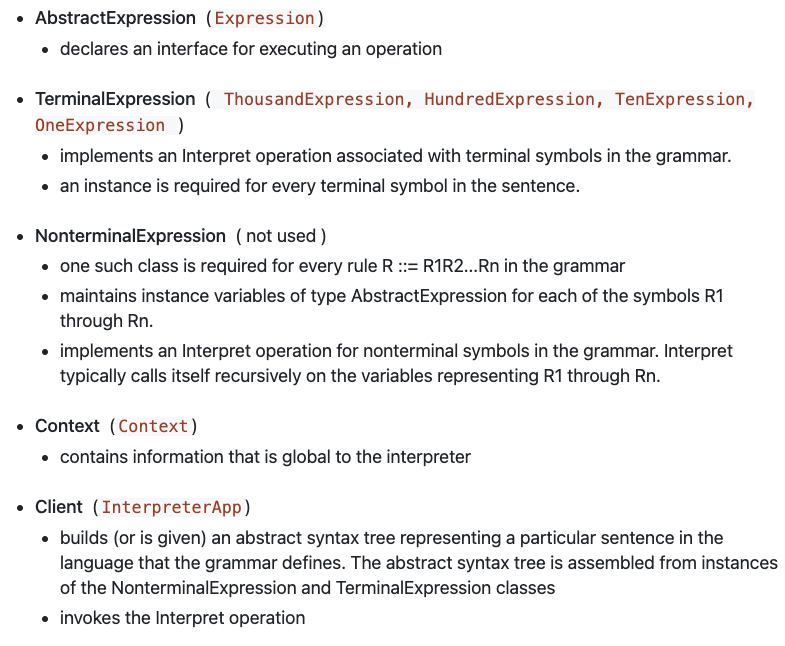 • AbstractExpression (Expression)
• declares an interface for executing an operation
• TerminalExpression ( ThousandExpression, HundredExpression, TenExpression,
OneExpression )
• implements an Interpret operation associated with terminal symbols in the grammar.
• an instance is required for every terminal symbol in the sentence.
• NonterminalExpression ( not used )
• one such class is required for every rule R ::= R1R2...Rn in the grammar
• maintains instance variables of type AbstractExpression for each of the symbols R1
through Rn.
• implements an Interpret operation for nonterminal symbols in the grammar. Interpret
typically calls itself recursively on the variables representing R1 through Rn.
• Context (Context)
• contains information that is global to the interpreter
• Client (InterpreterApp)
• builds (or is given) an abstract syntax tree representing a particular sentence in the
language that the grammar defines. The abstract syntax tree is assembled from instances
of the NonterminalExpression and TerminalExpression classes
• invokes the Interpret operation